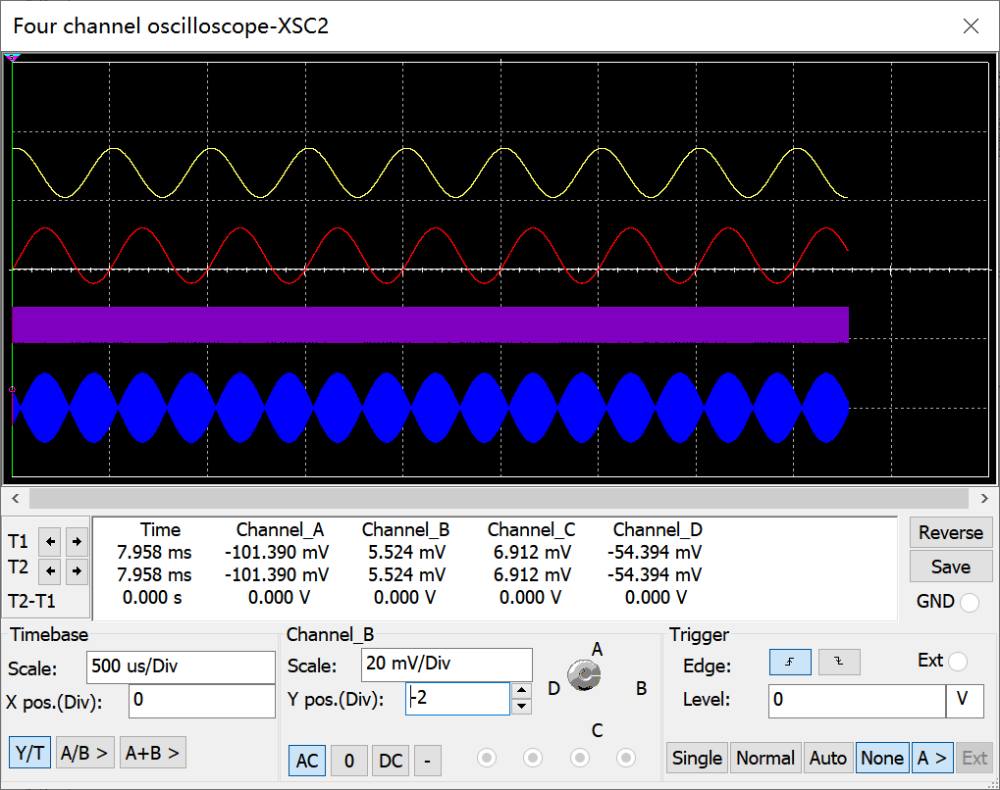 Four channel oscilloscope-XSC2
T1
T2
T2-T1
Time Channel_A Channel_B Channel_C Channel_D
7.958 ms -101.390 mV 5.524 mV 6.912 mV -54.394 mV
7.958 ms -101.390 mV 5.524 mV 6.912 mV -54.394 mV
0.000 s 0.000 V 0.000 V 0.000 V 0.000 V
Reverse
Save
GND
Timebase
Scale: 500 us/Div
X pos.(Div): 0
Y/T A/B > A+B >
Channel_B
Scale: 20 mV/Div
Y pos.(Div): -2
AC 0 DC -
A
D B
C
Trigger
Edge: Ext
Level: 0 V
Single Normal Auto None A > Ext